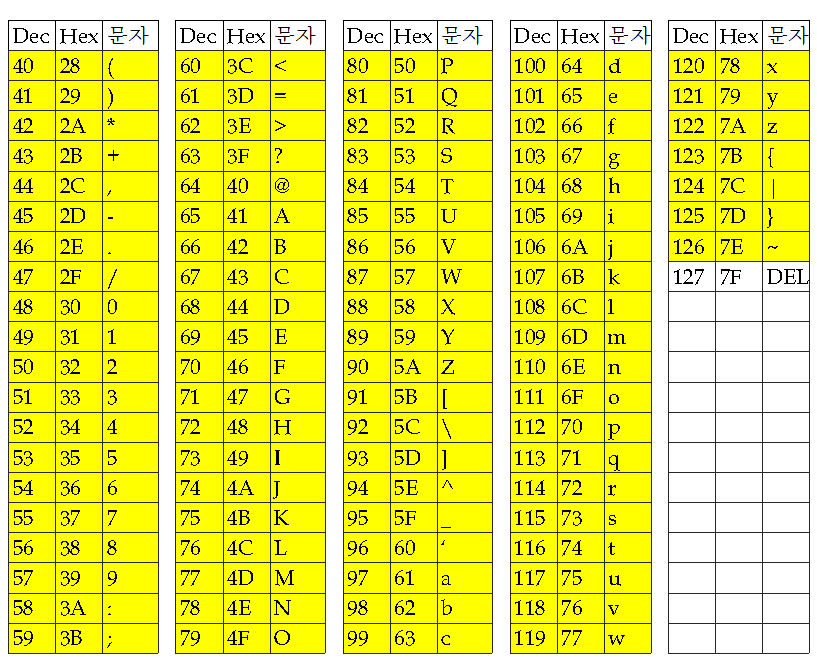 Dec Hex 문자 Dec Hex 문자 Dec Hex 문자 Dec Hex 문자 Dec Hex 문자
40 28 ( 60 3C < 80 50 P 100 64 d 120 78 x
41 29 ) 61 3D = 81 51 Q 101 65 e 121 79 y
42 2A * 62 3E > 82 52 R 102 66 f 122 7A z
43 2B + 63 3F ? 83 53 S 103 67 g 123 7B {
44 2C , 64 40 @ 84 54 T 104 68 h 124 7C |
45 2D - 65 41 A 85 55 U 105 69 i 125 7D }
46 2E . 66 42 B 86 56 V 106 6A j 126 7E ~
47 2F / 67 43 C 87 57 W 107 6B k 127 7F DEL
48 30 0 68 44 D 88 58 X 108 6C l
49 31 1 69 45 E 89 59 Y 109 6D m
50 32 2 70 46 F 90 5A Z 110 6E n
51 33 3 71 47 G 91 5B [ 111 6F o
52 34 4 72 48 H 92 5C \ 112 70 p
53 35 5 73 49 I 93 5D ] 113 71 q
54 36 6 74 4A J 94 5E ^ 114 72 r
55 37 7 75 4B K 95 5F _ 115 73 s
56 38 8 76 4C L 96 60 ‘ 116 74 t
57 39 9 77 4D M 97 61 a 117 75 u
58 3A : 78 4E N 98 62 b 118 76 v
59 3B ; 79 4F O 99 63 c 119 77 w